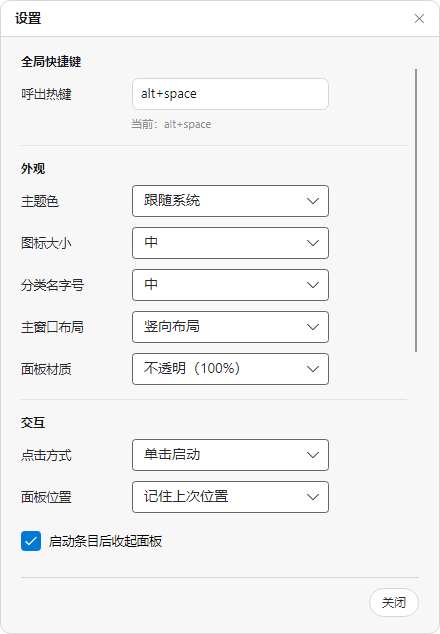 设置
全局快捷键
呼出热键 alt+space
当前：alt+space
外观
主题色 跟随系统
图标大小 中
分类名字号 中
主窗口布局 竖向布局
面板材质 不透明（100%）
交互
点击方式 单击启动
面板位置 记住上次位置
启动条目后收起面板
关闭